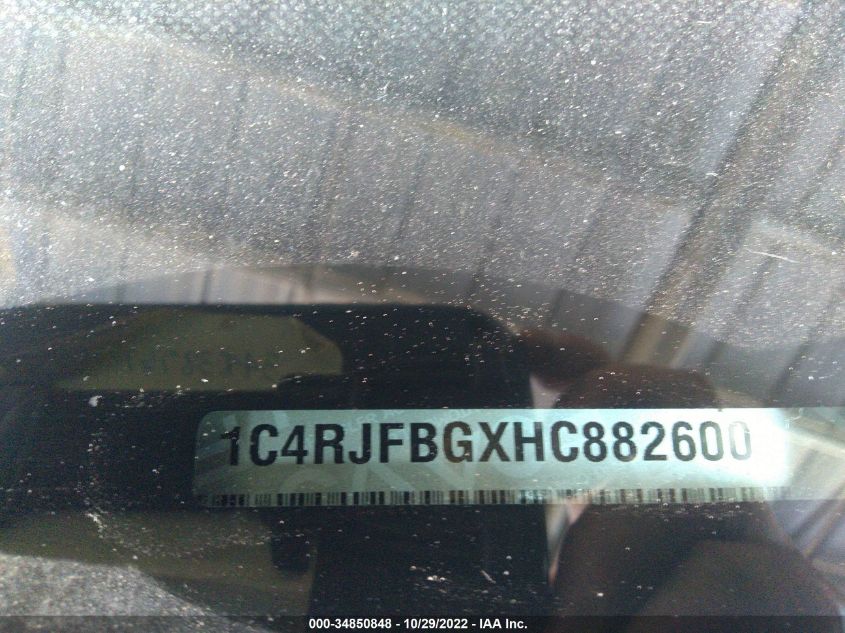 1C4RJFBGXHC882600
000-34850848 - 10/29/2022 - IAA Inc.